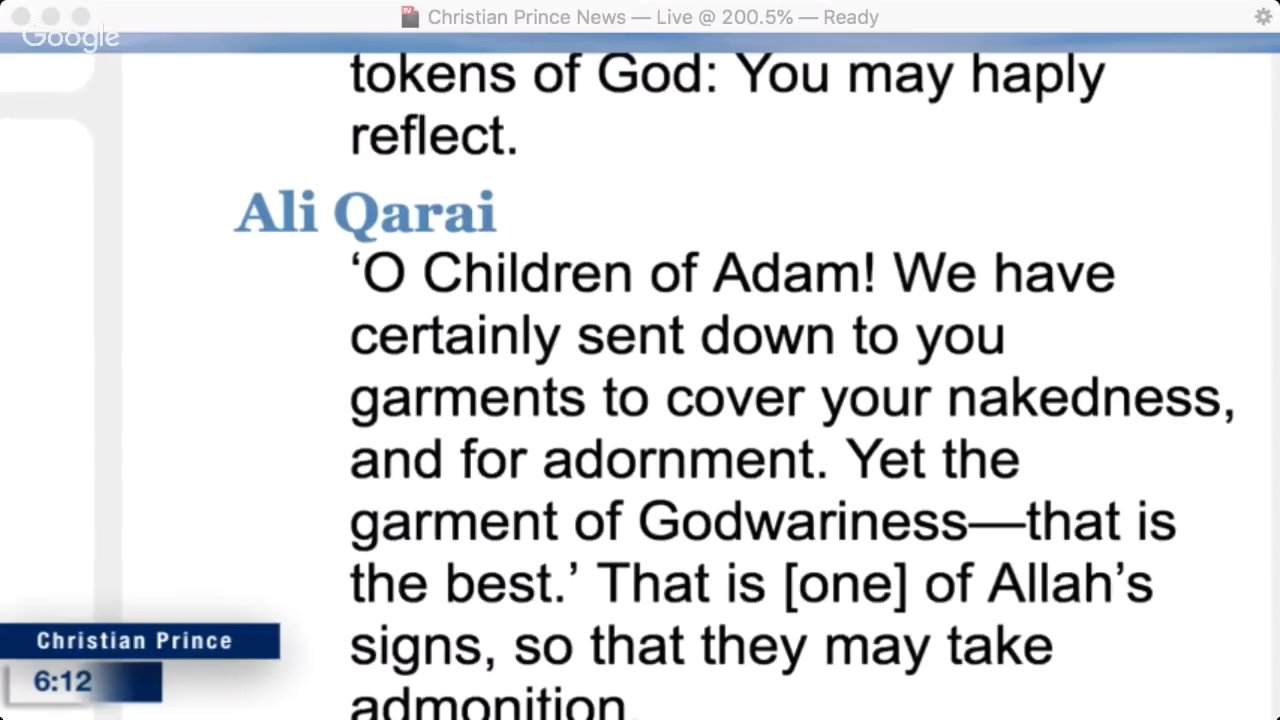 Christian Prince News — Live @ 200.5% — Ready
Google
tokens of God: You may haply
reflect.
Ali Qarai
‘O Children of Adam! We have
certainly sent down to you
garments to cover your nakedness,
and for adornment. Yet the
garment of Godwariness—that is
the best.’ That is [one] of Allah’s
signs, so that they may take
admonition.
Christian Prince
6:12